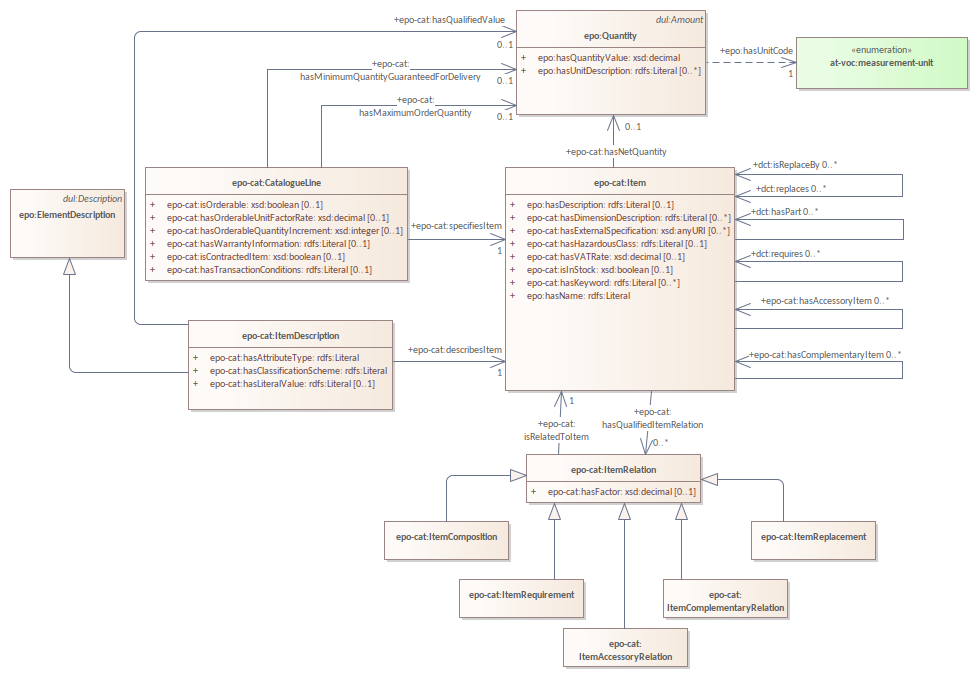 +epo-cat:hasQualifiedValue
0..1
dul:Amount
epo:Quantity
+ epo:hasQuantityValue: xsd:decimal
+ epo:hasUnitDescription: rdfs:Literal [0..*]
+epo:hasUnitCode
1
«enumeration»
at-voc:measurement-unit
+epo-cat:
hasMinimumQuantityGuaranteedForDelivery
0..1
+epo-cat:
hasMaximumOrderQuantity
0..1
0..1
+epo-cat:hasNetQuantity
dul:Description
epo:ElementDescription
epo-cat:CatalogueLine
+ epo-cat:isOrderable: xsd:boolean [0..1]
+ epo-cat:hasOrderableUnitFactorRate: xsd:decimal [0..1]
+ epo-cat:hasOrderableQuantityIncrement: xsd:integer [0..1]
+ epo-cat:hasWarrantyInformation: rdfs:Literal [0..1]
+ epo-cat:isContractedItem: xsd:boolean [0..1]
+ epo-cat:hasTransactionConditions: rdfs:Literal [0..1]
+epo-cat:specifiesItem
1
epo-cat:Item
+ epo:hasDescription: rdfs:Literal [0..1]
+ epo-cat:hasDimensionDescription: rdfs:Literal [0..*]
+ epo-cat:hasExternalSpecification: xsd:anyURI [0..*]
+ epo-cat:hasHazardousClass: rdfs:Literal [0..1]
+ epo-cat:hasVATRate: xsd:decimal [0..1]
+ epo-cat:isInStock: xsd:boolean [0..1]
+ epo-cat:hasKeyword: rdfs:Literal [0..*]
+ epo:hasName: rdfs:Literal
+dct:isReplaceBy 0..*
+dct:replaces 0..*
+dct:hasPart 0..*
+dct:requires 0..*
+epo-cat:hasAccessoryItem 0..*
+epo-cat:hasComplementaryItem 0..*
epo-cat:ItemDescription
+ epo-cat:hasAttributeType: rdfs:Literal
+ epo-cat:hasClassificationScheme: rdfs:Literal
+ epo-cat:hasLiteralValue: rdfs:Literal [0..1]
+epo-cat:describesItem
1
1
+epo-cat:
isRelatedToItem
+epo-cat:
hasQualifiedItemRelation
0..*
epo-cat:ItemRelation
+ epo-cat:hasFactor: xsd:decimal [0..1]
epo-cat:ItemComposition
epo-cat:ItemReplacement
epo-cat:ItemRequirement
epo-cat:
ItemComplementaryRelation
epo-cat:
ItemAccessoryRelation